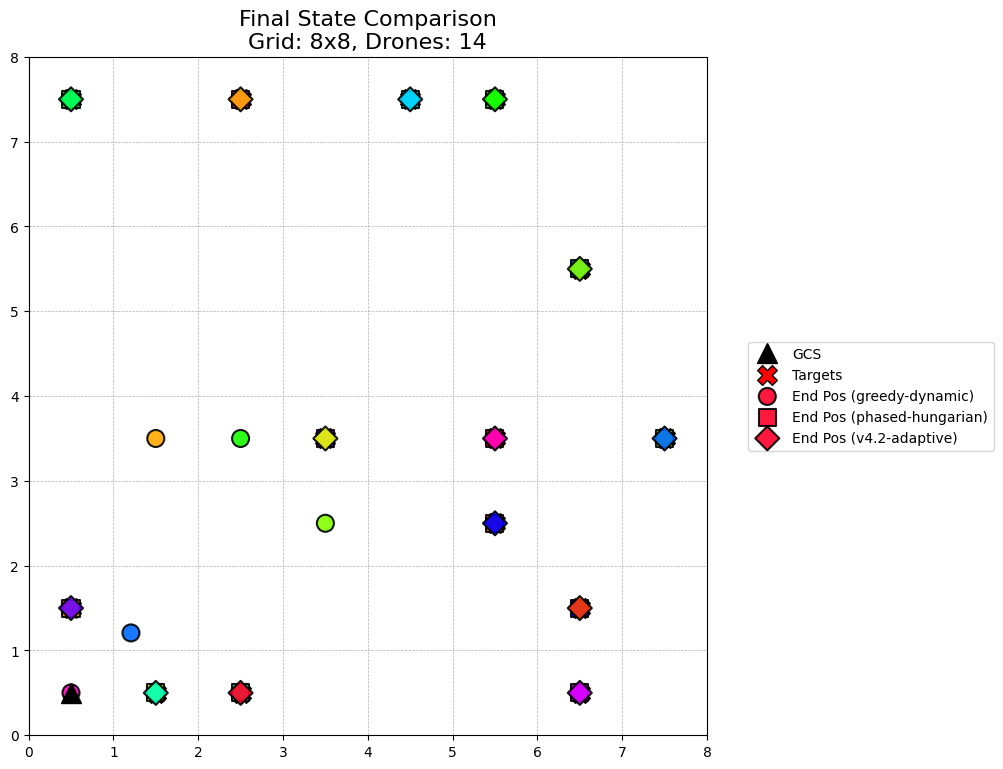 Final State Comparison
Grid: 8x8, Drones: 14
8
7
6
5
4
3
2
1
0
0 1 2 3 4 5 6 7 8
GCS
Targets
End Pos (greedy-dynamic)
End Pos (phased-hungarian)
End Pos (v4.2-adaptive)